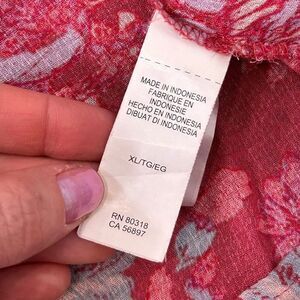 MADE IN INDONESIA
FABRIQUE EN
INDONESIE
HECHO EN INDONESIA
DIBUAT DI INDONESIA
XL/TG/EG
RN 80318
CA 56897